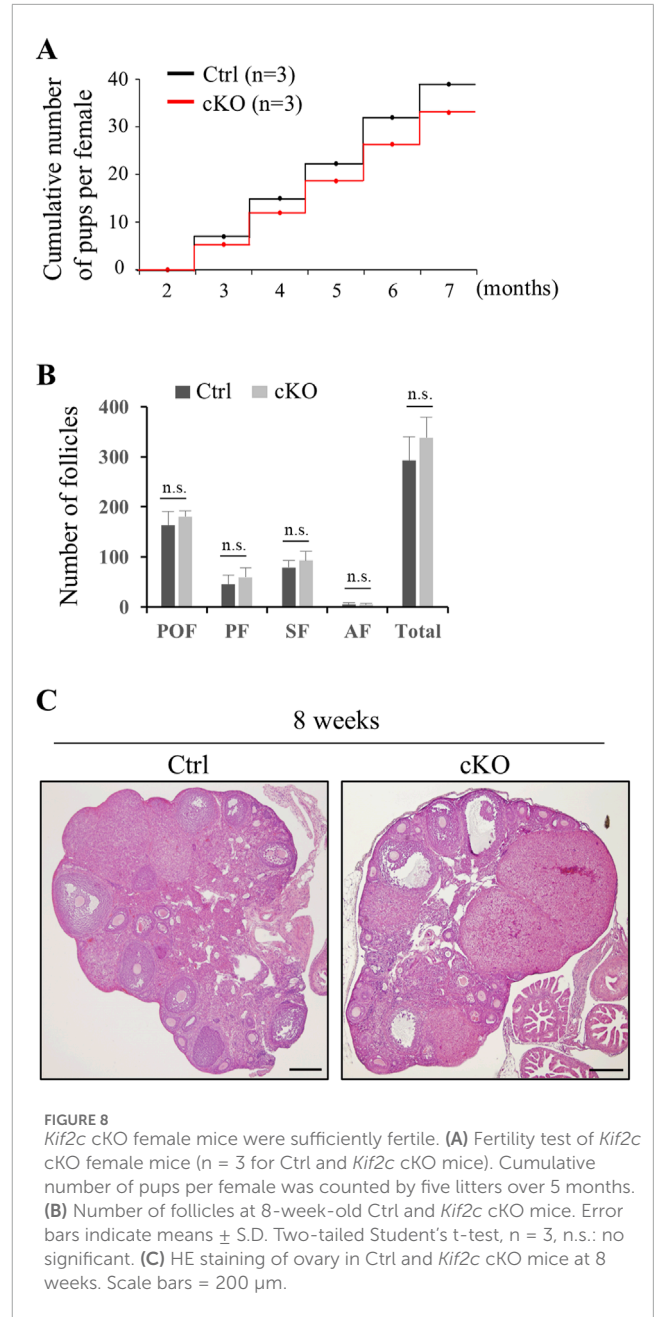 A
Cumulative number
of pups per female
40
30
20
10
0
Ctrl (n=3)
cKO (n=3)
2 3 4 5 6 7 (months)
B
Number of follicles
Ctrl cKO
400
300
200
100
0
n.s.
n.s.
n.s.
n.s.
n.s.
POF PF SF AF Total
C
8 weeks
Ctrl cKO
FIGURE 8
Kif2c cKO female mice were sufficiently fertile. (A) Fertility test of Kif2c
cKO female mice (n = 3 for Ctrl and Kif2c cKO mice). Cumulative
number of pups per female was counted by five litters over 5 months.
(B) Number of follicles at 8-week-old Ctrl and Kif2c cKO mice. Error
bars indicate means ± S.D. Two-tailed Student's t-test, n = 3, n.s.: no
significant. (C) HE staining of ovary in Ctrl and Kif2c cKO mice at 8
weeks. Scale bars = 200 μm.